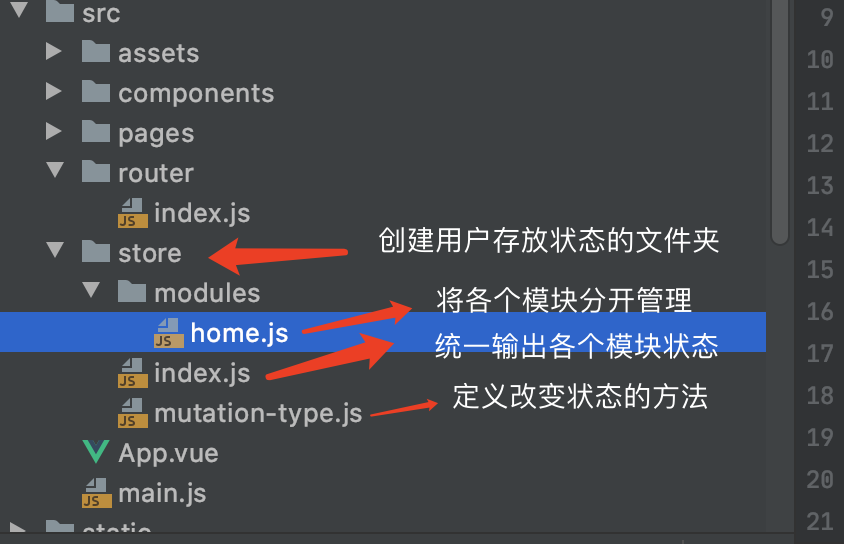 src
assets
components
pages
router
JS index.js
store
创建用户存放状态的文件夹
modules
将各个模块分开管理
JS home.js
统一输出各个模块状态
JS index.js
定义改变状态的方法
JS mutation-type.js
App.vue
JS main.js
static
9
10
11
12
13
14
15
16
17
18
19
20
21